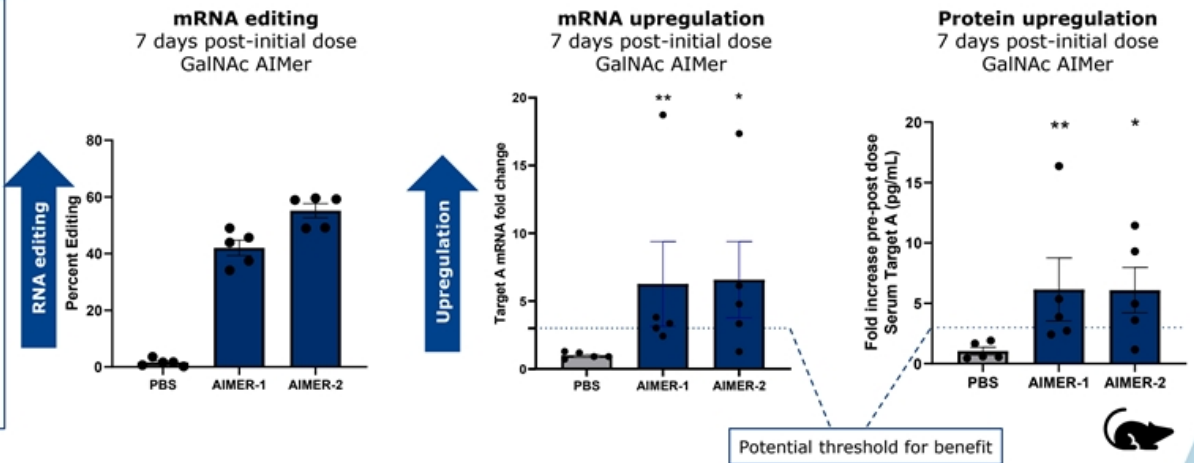 mRNA editing
7 days post-initial dose
GalNAc AIMer
RNA editing
Percent Editing
80
60
40
20
0
PBS
AIMER-1
AIMER-2
mRNA upregulation
7 days post-initial dose
GalNAc AIMer
Upregulation
Target A mRNA fold change
20
15
10
5
0
**
*
PBS
AIMER-1
AIMER-2
Protein upregulation
7 days post-initial dose
GalNAc AIMer
Fold increase pre-post dose
Serum Target A (pg/mL)
20
15
10
5
0
**
*
PBS
AIMER-1
AIMER-2
Potential threshold for benefit